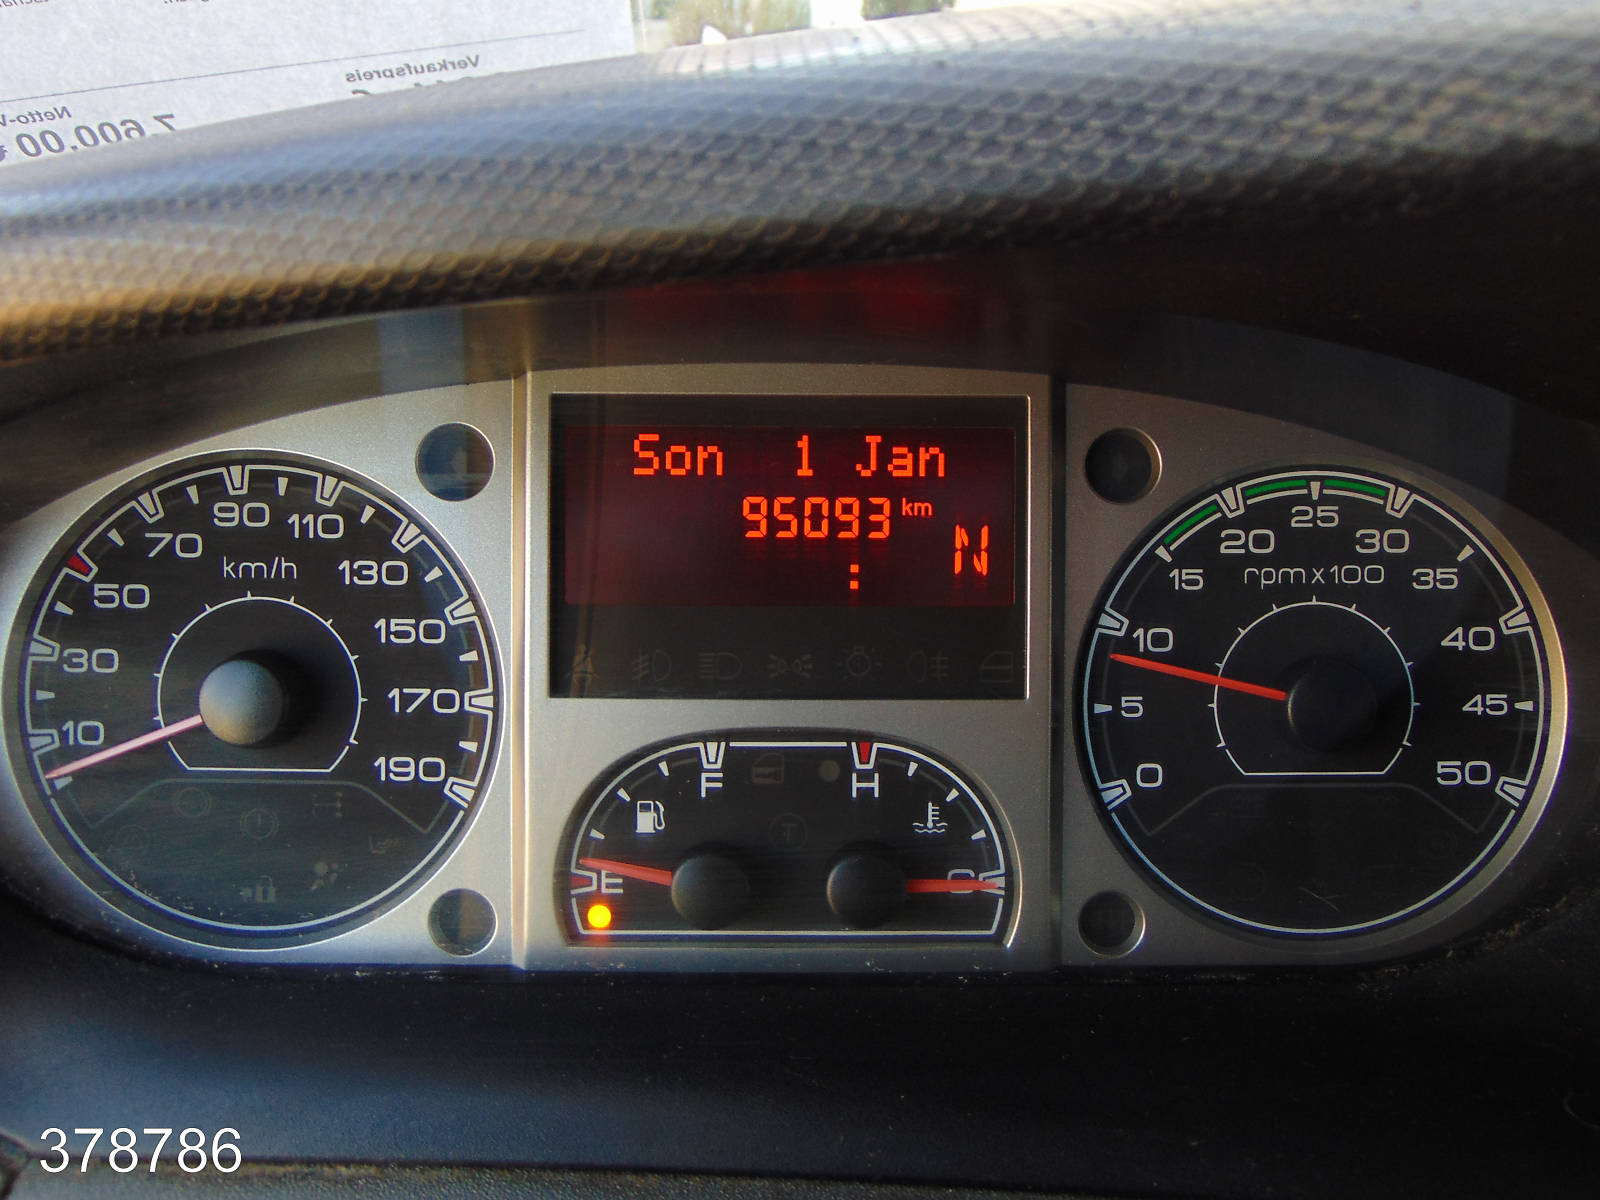 Verkaufspreis
Netto-V
7.600,00 €
Son 1 Jan
95093 km
N
:
10 30 50 70 90 110 130 150 170 190
km/h
0 5 10 15 20 25 30 35 40 45 50
rpm x 100
F H
E C
T
378786